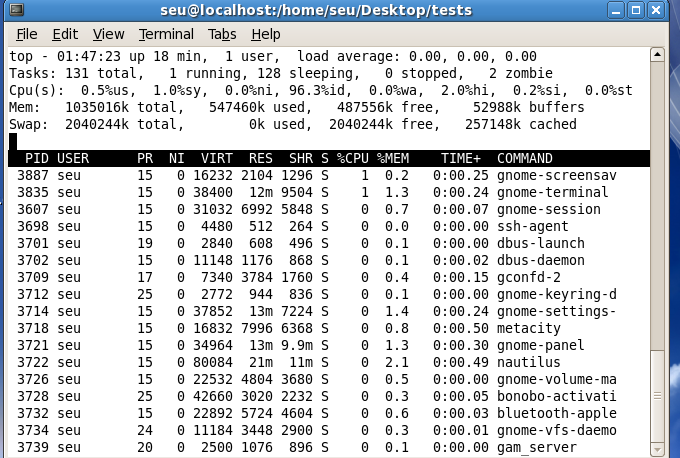 seu@localhost:/home/seu/Desktop/tests
File Edit View Terminal Tabs Help
top - 01:47:23 up 18 min,  1 user,  load average: 0.00, 0.00, 0.00
Tasks: 131 total,   1 running, 128 sleeping,   0 stopped,   2 zombie
Cpu(s):  0.5%us,  1.0%sy,  0.0%ni, 96.3%id,  0.0%wa,  2.0%hi,  0.2%si,  0.0%st
Mem:   1035016k total,   547460k used,   487556k free,    52988k buffers
Swap:  2040244k total,        0k used,  2040244k free,   257148k cached
  PID USER      PR  NI  VIRT  RES  SHR S %CPU %MEM    TIME+  COMMAND
 3887 seu       15   0 16232 2104 1296 S    1  0.2   0:00.25 gnome-screensav
 3835 seu       15   0 38400  12m 9504 S    1  1.3   0:00.24 gnome-terminal
 3607 seu       15   0 31032 6992 5848 S    0  0.7   0:00.07 gnome-session
 3698 seu       15   0  4480  512  264 S    0  0.0   0:00.00 ssh-agent
 3701 seu       19   0  2840  608  496 S    0  0.1   0:00.00 dbus-launch
 3702 seu       15   0 11148 1176  868 S    0  0.1   0:00.02 dbus-daemon
 3709 seu       17   0  7340 3784 1760 S    0  0.4   0:00.15 gconfd-2
 3712 seu       25   0  2772  944  836 S    0  0.1   0:00.00 gnome-keyring-d
 3714 seu       15   0 37852  13m 7224 S    0  1.4   0:00.24 gnome-settings-
 3718 seu       15   0 16832 7996 6368 S    0  0.8   0:00.50 metacity
 3721 seu       15   0 34964  13m 9.9m S    0  1.3   0:00.30 gnome-panel
 3722 seu       15   0 80084  21m  11m S    0  2.1   0:00.49 nautilus
 3726 seu       15   0 22532 4804 3680 S    0  0.5   0:00.00 gnome-volume-ma
 3728 seu       25   0 42660 3020 2232 S    0  0.3   0:00.05 bonobo-activati
 3732 seu       15   0 22892 5724 4604 S    0  0.6   0:00.03 bluetooth-apple
 3734 seu       24   0 11184 3448 2900 S    0  0.3   0:00.01 gnome-vfs-daemo
 3739 seu       20   0  2500 1076  896 S    0  0.1   0:00.00 gam_server